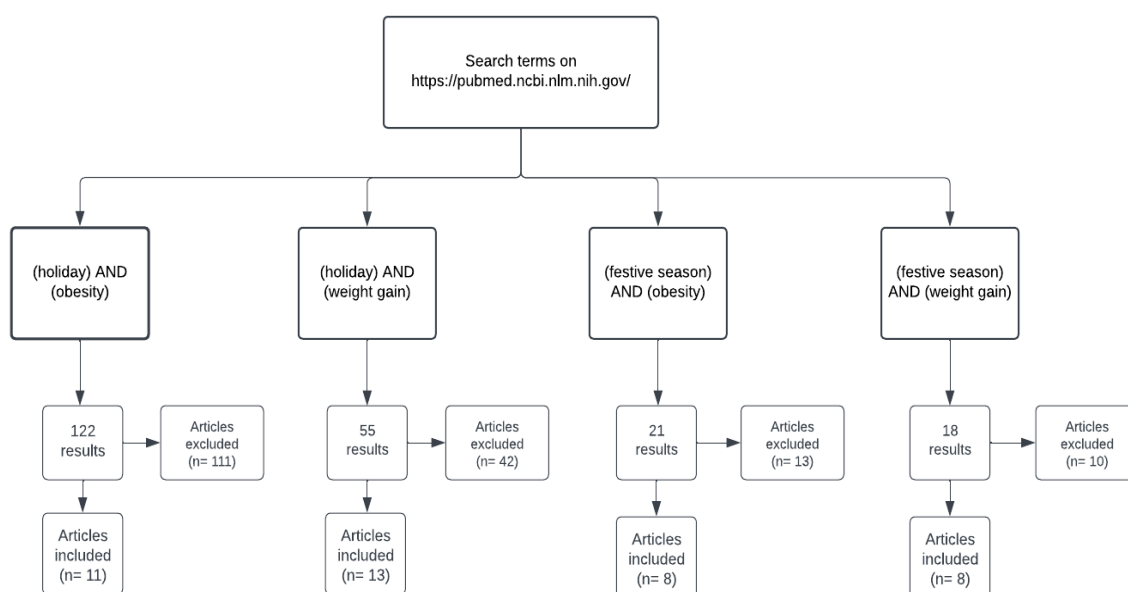 Search terms on
https://pubmed.ncbi.nlm.nih.gov/
(holiday) AND
(obesity)
(holiday) AND
(weight gain)
(festive season)
AND (obesity)
(festive season)
AND (weight gain)
122
results
Articles
excluded
(n= 111)
55
results
Articles
excluded
(n= 42)
21
results
Articles
excluded
(n= 13)
18
results
Articles
excluded
(n= 10)
Articles
included
(n= 11)
Articles
included
(n= 13)
Articles
included
(n= 8)
Articles
included
(n= 8)